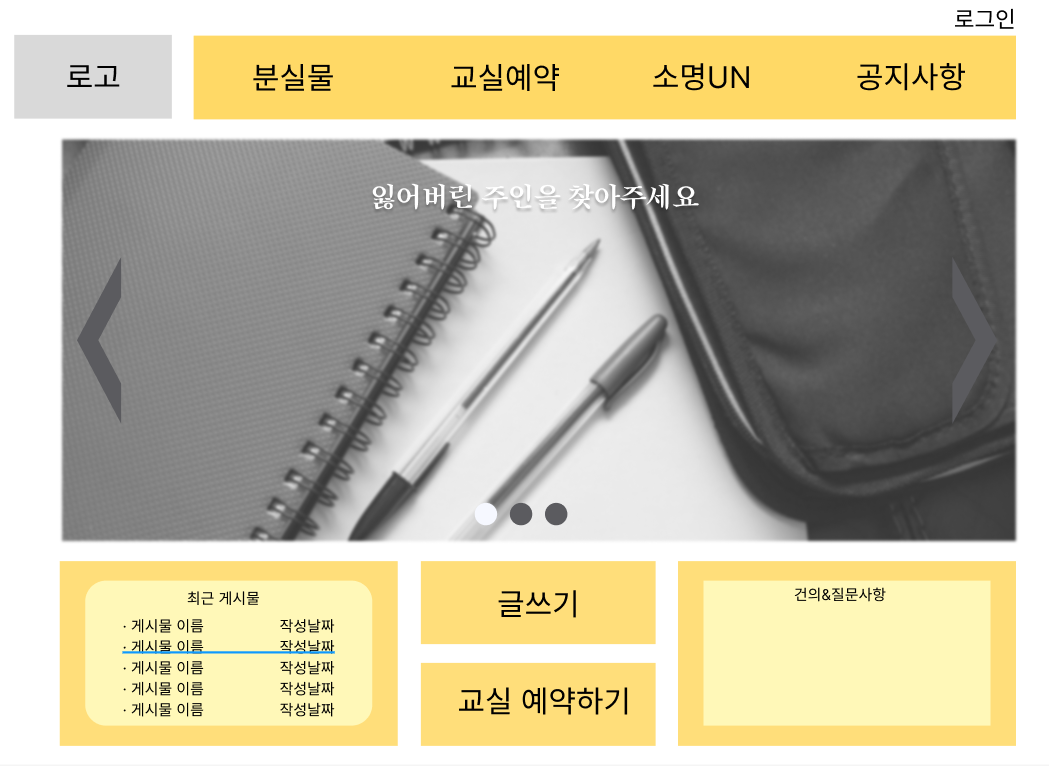 로그인
로고
분실물 교실예약 소명UN 공지사항
잃어버린 주인을 찾아주세요
최근 게시물
· 게시물 이름 작성날짜
· 게시물 이름 작성날짜
· 게시물 이름 작성날짜
· 게시물 이름 작성날짜
· 게시물 이름 작성날짜
글쓰기
교실 예약하기
건의&질문사항